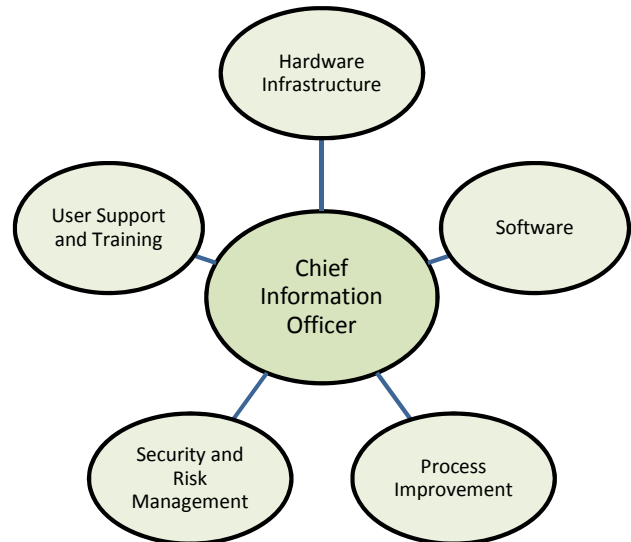 Hardware
Infrastructure
User Support
and Training
Software
Chief
Information
Officer
Security and
Risk
Management
Process
Improvement